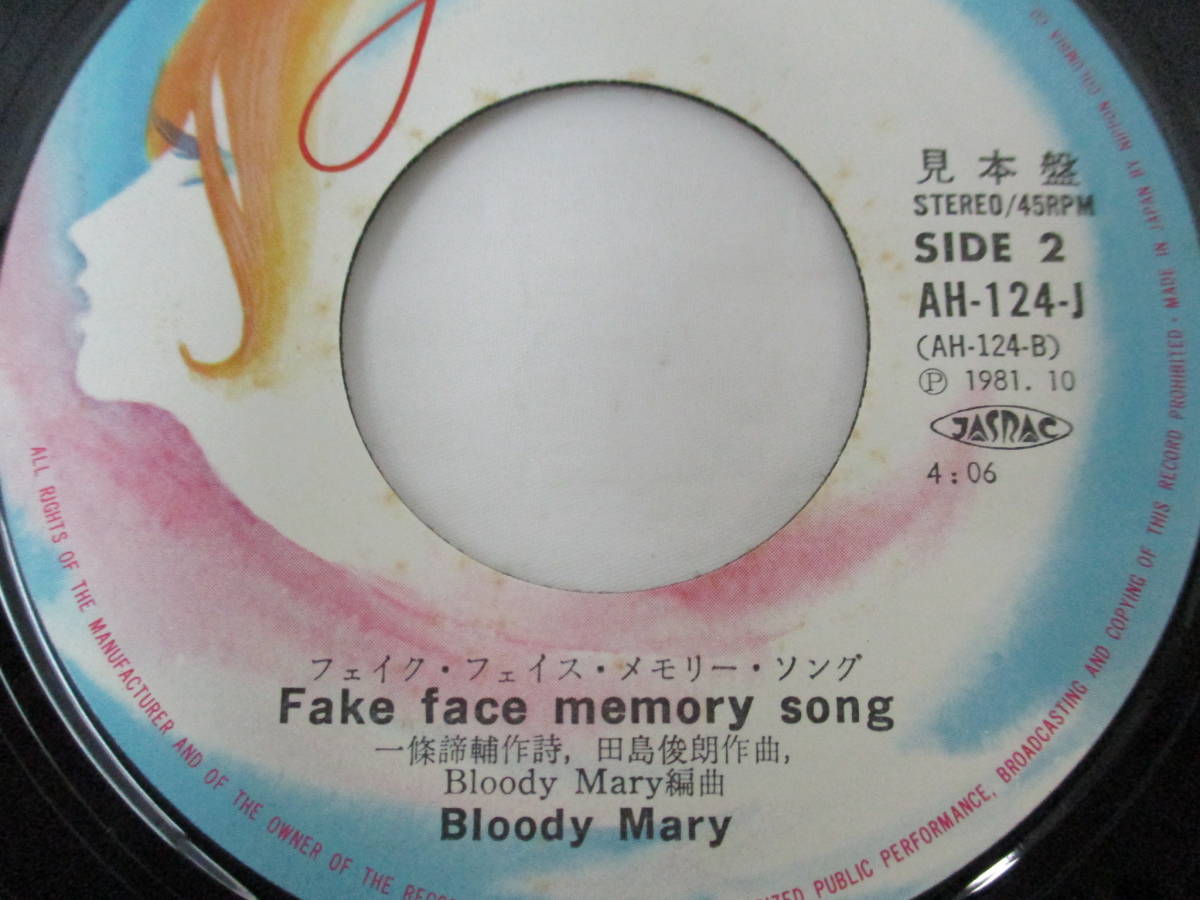 見本盤
STEREO/45RPM
SIDE 2
AH-124-J
(AH-124-B)
Ⓟ 1981. 10
JASRAC
4:06
フェイク・フェイス・メモリー・ソング
Fake face memory song
一條諦輔作詩, 田島俊朗作曲,
Bloody Mary編曲
Bloody Mary
ALL RIGHTS OF THE MANUFACTURER AND OF THE OWNER OF THE
PUBLIC PERFORMANCE, BROADCASTING AND COPYING OF THIS RECORD PROHIBITED・MADE IN JAPAN BY NIPPON COLUMBIA CO